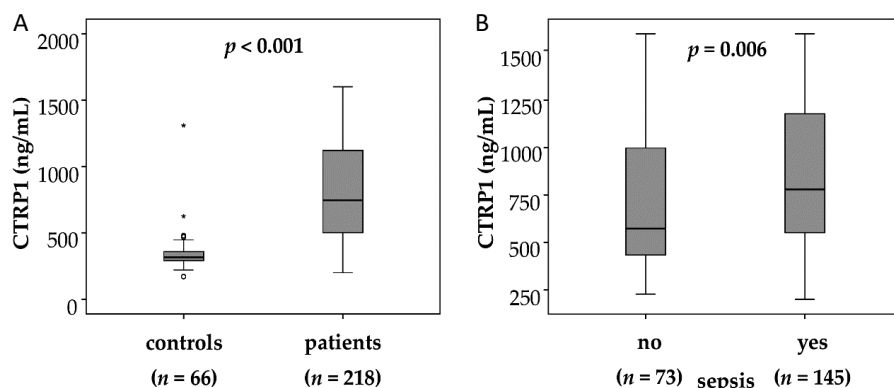 A
CTRP1 (ng/mL)
2000
1500
1000
500
0
p < 0.001
controls
patients
(n = 66)
(n = 218)
B
CTRP1 (ng/mL)
1500
1250
1000
750
500
250
p = 0.006
no
yes
(n = 73) sepsis (n = 145)